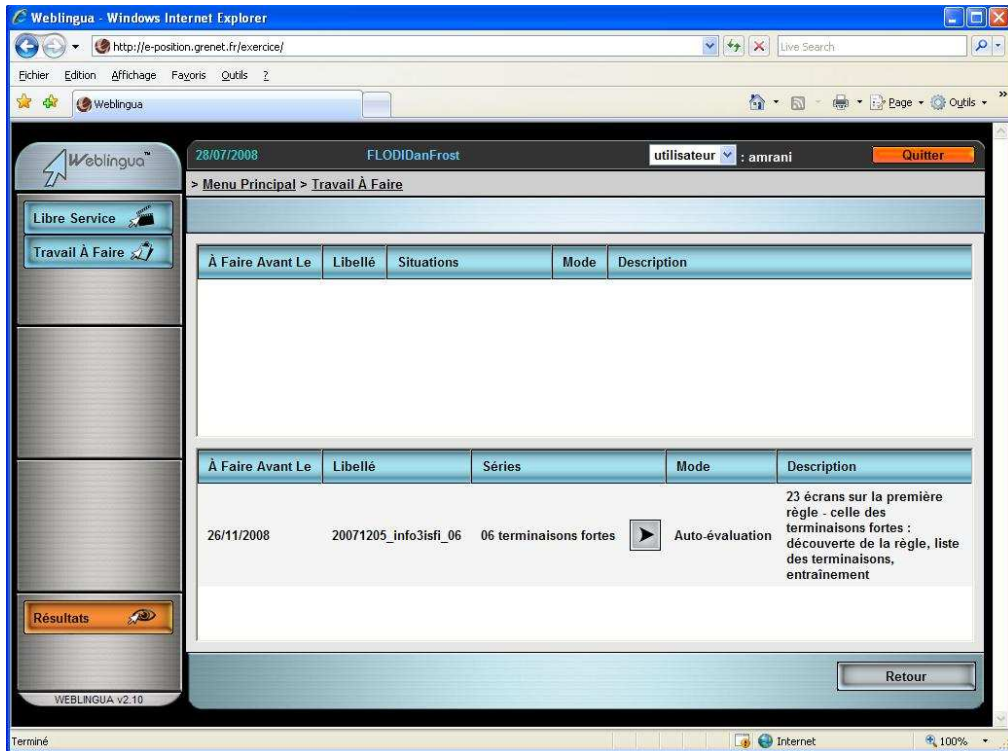 Weblingua - Windows Internet Explorer
http://e-position.grenet.fr/exercice/
Live Search
Fichier Edition Affichage Favoris Outils ?
Weblingua
Page
Outils
»
Weblingua™
28/07/2008 FLODIDanFrost utilisateur : amrani Quitter
> Menu Principal > Travail À Faire
Libre Service
Travail À Faire
À Faire Avant Le Libellé Situations Mode Description
À Faire Avant Le Libellé Séries Mode Description
26/11/2008 20071205_info3isfi_06 06 terminaisons fortes Auto-évaluation
23 écrans sur la première
règle - celle des
terminaisons fortes :
découverte de la règle, liste
des terminaisons,
entraînement
Résultats
Retour
WEBLINGUA v2.10
Terminé Internet 100%